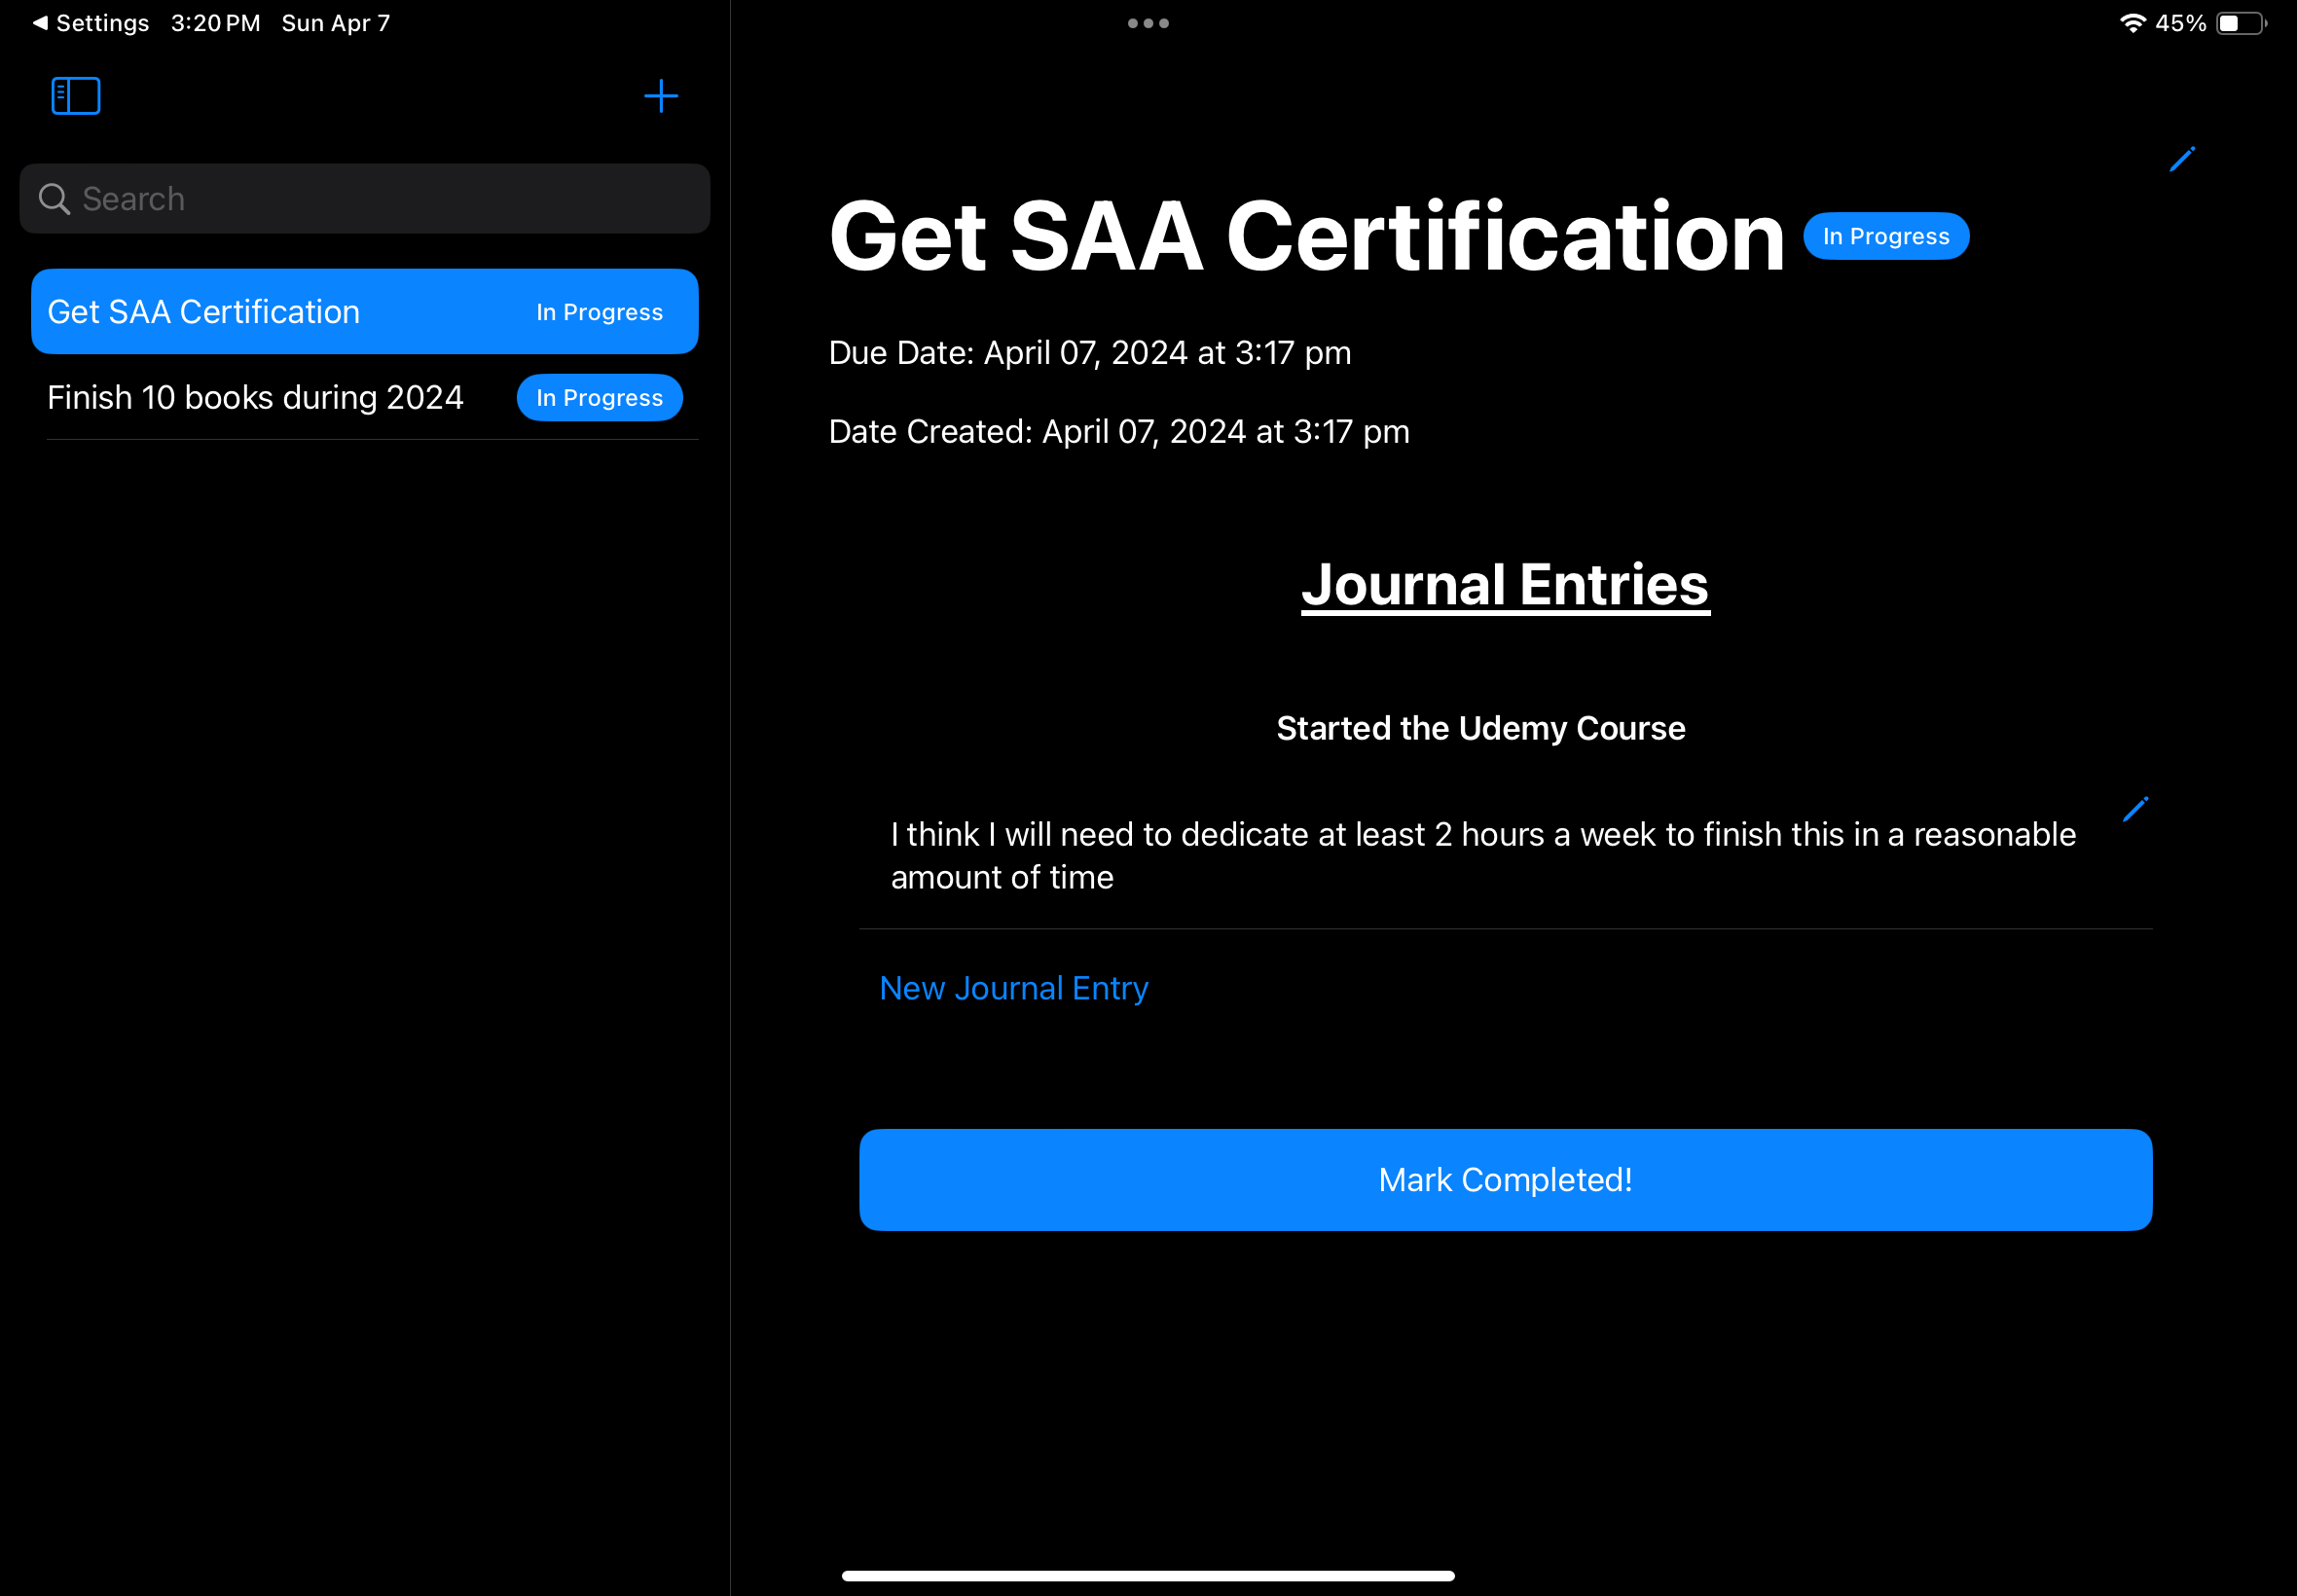 Settings 3:20 PM Sun Apr 7
45%
Search
Get SAA Certification In Progress
Finish 10 books during 2024 In Progress
Get SAA Certification In Progress
Due Date: April 07, 2024 at 3:17 pm
Date Created: April 07, 2024 at 3:17 pm
Journal Entries
Started the Udemy Course
I think I will need to dedicate at least 2 hours a week to finish this in a reasonable
amount of time
New Journal Entry
Mark Completed!